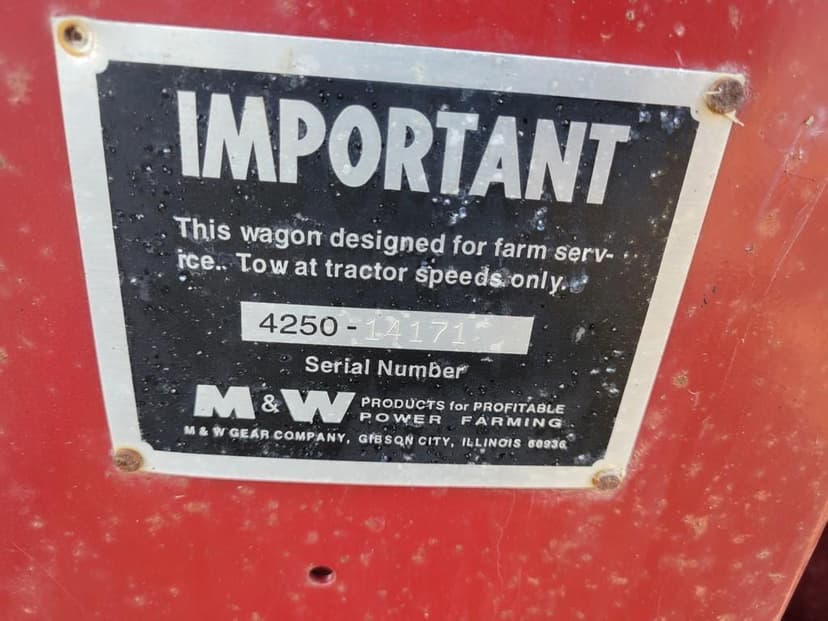 IMPORTANT
This wagon designed for farm serv-
ice. Tow at tractor speeds only.
4250-14171
Serial Number
M & W PRODUCTS for PROFITABLE
POWER FARMING
M & W GEAR COMPANY, GIBSON CITY, ILLINOIS 60936